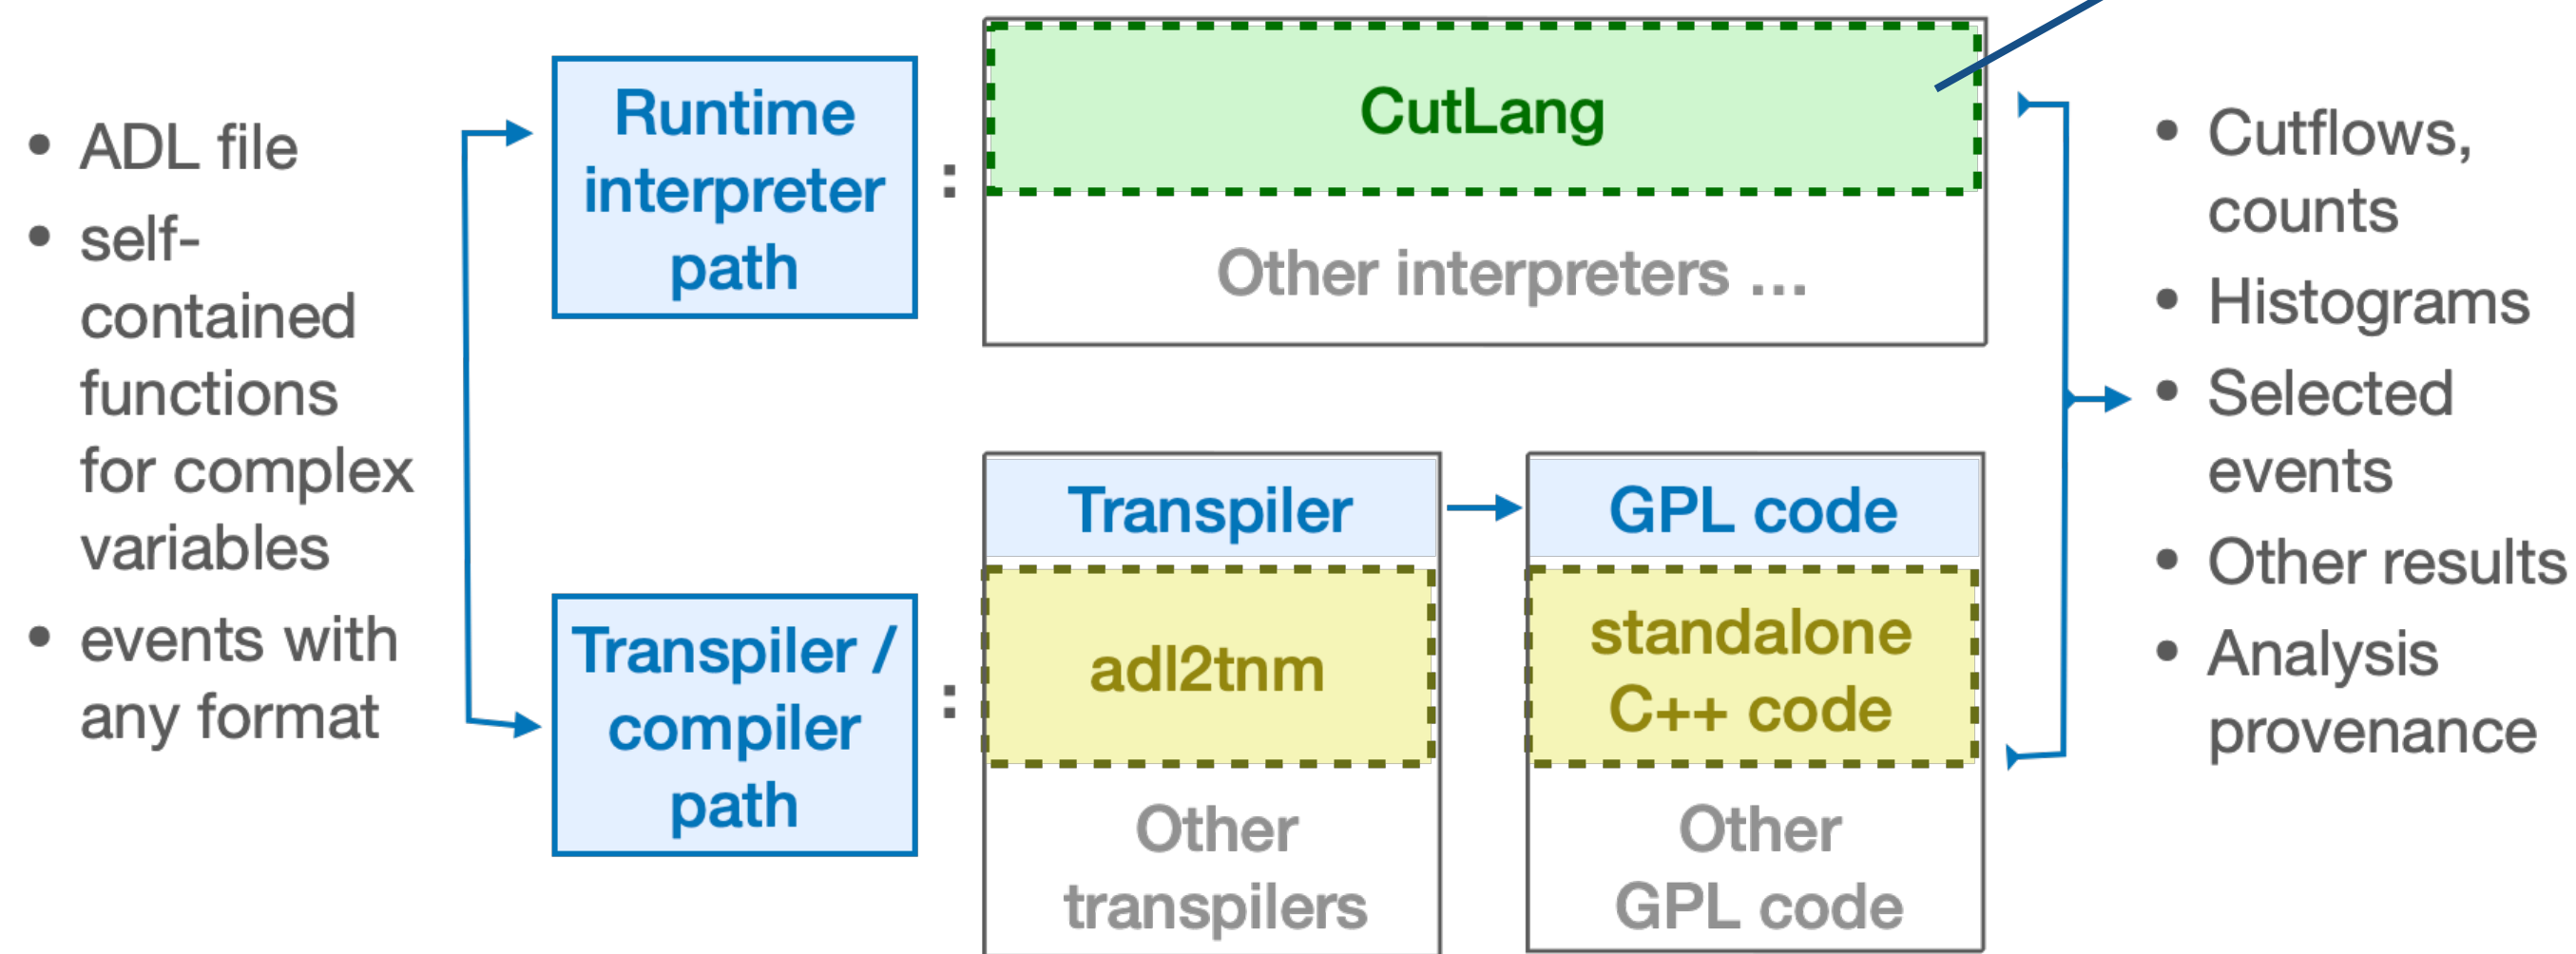 • ADL file
• self-
contained
functions
for complex
variables
• events with
any format
Runtime
interpreter
path
:
CutLang
Other interpreters ...
Transpiler /
compiler
path
:
Transpiler
adl2tnm
Other
transpilers
GPL code
standalone
C++ code
Other
GPL code
• Cutflows,
counts
• Histograms
• Selected
events
• Other results
• Analysis
provenance